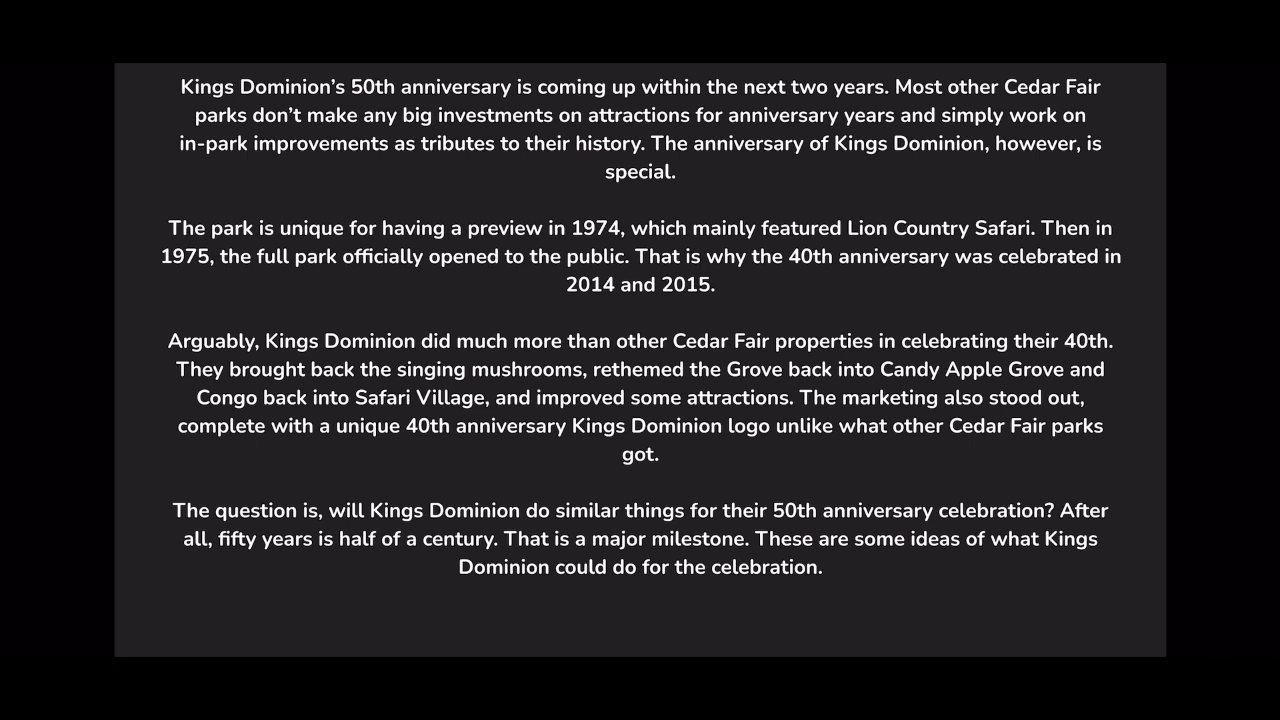 Kings Dominion’s 50th anniversary is coming up within the next two years. Most other Cedar Fair
parks don’t make any big investments on attractions for anniversary years and simply work on
in-park improvements as tributes to their history. The anniversary of Kings Dominion, however, is
special.
The park is unique for having a preview in 1974, which mainly featured Lion Country Safari. Then in
1975, the full park officially opened to the public. That is why the 40th anniversary was celebrated in
2014 and 2015.
Arguably, Kings Dominion did much more than other Cedar Fair properties in celebrating their 40th.
They brought back the singing mushrooms, rethemed the Grove back into Candy Apple Grove and
Congo back into Safari Village, and improved some attractions. The marketing also stood out,
complete with a unique 40th anniversary Kings Dominion logo unlike what other Cedar Fair parks
got.
The question is, will Kings Dominion do similar things for their 50th anniversary celebration? After
all, fifty years is half of a century. That is a major milestone. These are some ideas of what Kings
Dominion could do for the celebration.